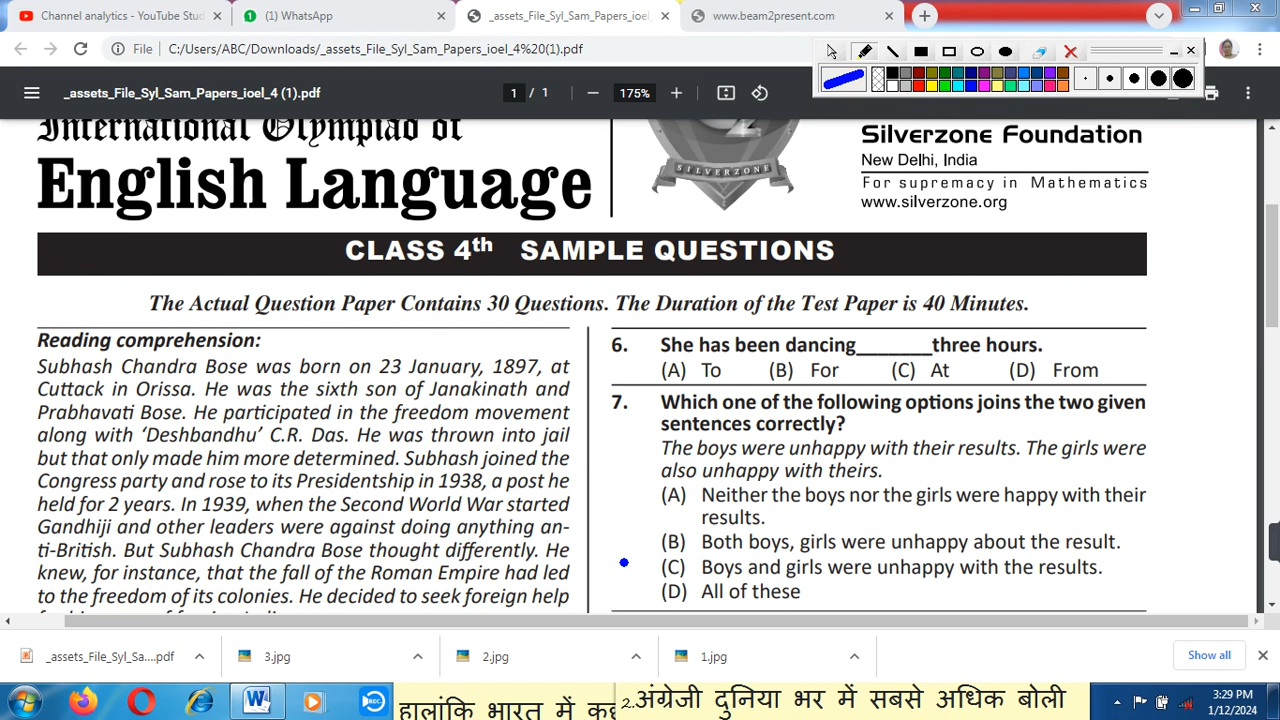 Channel analytics - YouTube Stud
(1) WhatsApp
_assets_File_Syl_Sam_Papers_ioel_
www.beam2present.com
File
C:/Users/ABC/Downloads/_assets_File_Syl_Sam_Papers_ioel_4%20(1).pdf
_assets_File_Syl_Sam_Papers_ioel_4 (1).pdf
1 / 1
175%
International Olympiad of
English Language
SILVERZONE
Silverzone Foundation
New Delhi, India
For supremacy in Mathematics
www.silverzone.org
CLASS 4th SAMPLE QUESTIONS
The Actual Question Paper Contains 30 Questions. The Duration of the Test Paper is 40 Minutes.
Reading comprehension:
Subhash Chandra Bose was born on 23 January, 1897, at
Cuttack in Orissa. He was the sixth son of Janakinath and
Prabhavati Bose. He participated in the freedom movement
along with ‘Deshbandhu’ C.R. Das. He was thrown into jail
but that only made him more determined. Subhash joined the
Congress party and rose to its Presidentship in 1938, a post he
held for 2 years. In 1939, when the Second World War started
Gandhiji and other leaders were against doing anything an-
ti-British. But Subhash Chandra Bose thought differently. He
knew, for instance, that the fall of the Roman Empire had led
to the freedom of its colonies. He decided to seek foreign help
6. She has been dancing_______three hours.
(A) To (B) For (C) At (D) From
7. Which one of the following options joins the two given
sentences correctly?
The boys were unhappy with their results. The girls were
also unhappy with theirs.
(A) Neither the boys nor the girls were happy with their
results.
(B) Both boys, girls were unhappy about the result.
(C) Boys and girls were unhappy with the results.
(D) All of these
_assets_File_Syl_Sa....pdf
3.jpg
2.jpg
1.jpg
Show all
हालांकि भारत में
2.अंग्रेजी दुनिया भर में सबसे अधिक बोली
REC
3:29 PM
1/12/2024